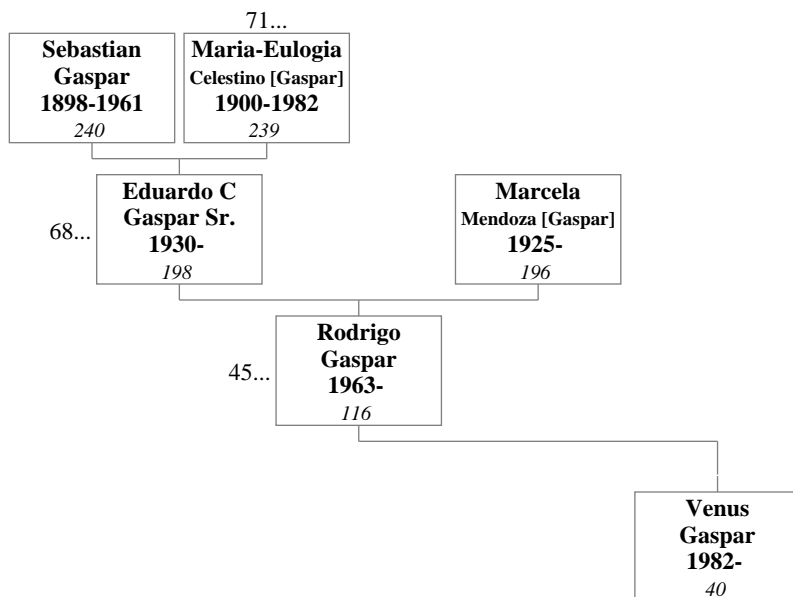 71...
Sebastian
Gaspar
1898-1961
240
Maria-Eulogia
Celestino [Gaspar]
1900-1982
239
68...
Eduardo C
Gaspar Sr.
1930-
198
Marcela
Mendoza [Gaspar]
1925-
196
45...
Rodrigo
Gaspar
1963-
116
Venus
Gaspar
1982-
40